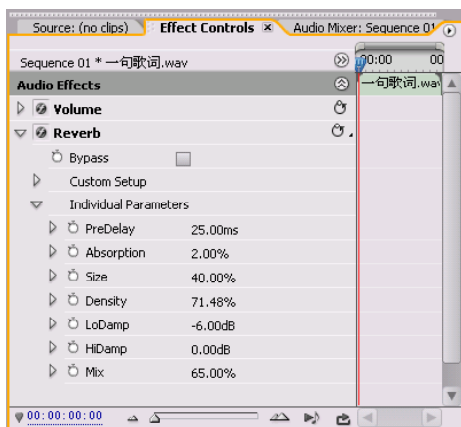 Source: (no clips) Effect Controls × Audio Mixer: Sequence 01
Sequence 01 * 一句歌词.wav
00:00 00
Audio Effects
一句歌词.wav
Volume
Reverb
Bypass
Custom Setup
Individual Parameters
PreDelay 25.00ms
Absorption 2.00%
Size 40.00%
Density 71.48%
LoDamp -6.00dB
HiDamp 0.00dB
Mix 65.00%
00:00:00:00